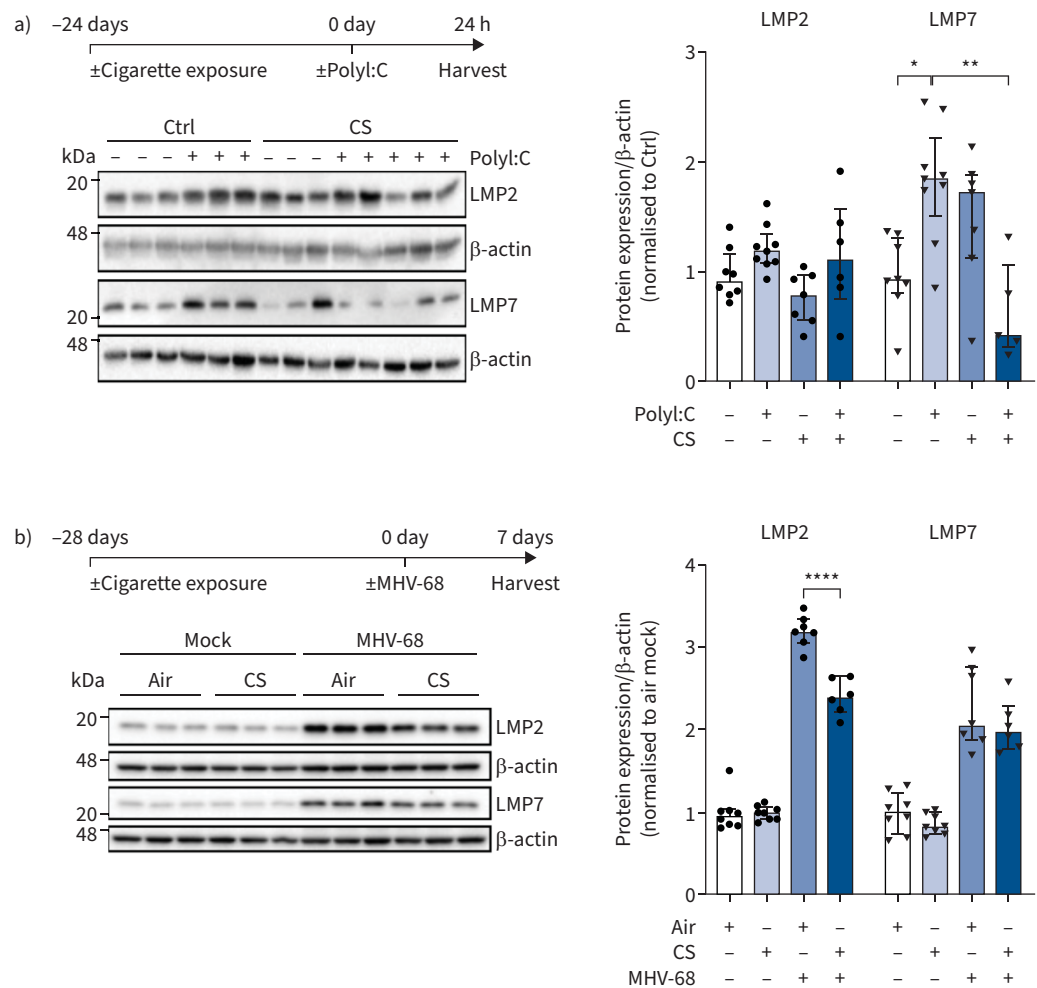 a)
–24 days 0 day 24 h
±Cigarette exposure ±PolyI:C Harvest
Ctrl CS
kDa – – – + + + – – – + + + + + PolyI:C
20 LMP2
48 β-actin
20 LMP7
48 β-actin
LMP2 LMP7
Protein expression/β-actin
(normalised to Ctrl)
3
2
1
0
* **
PolyI:C – + – + – + – +
CS – – + + – – + +
b)
–28 days 0 day 7 days
±Cigarette exposure ±MHV-68 Harvest
Mock MHV-68
kDa Air CS Air CS
20 LMP2
48 β-actin
20 LMP7
48 β-actin
LMP2 LMP7
Protein expression/β-actin
(normalised to air mock)
4
3
2
1
0
****
Air + – + – + – + –
CS – + – + – + – +
MHV-68 – – + + – – + +